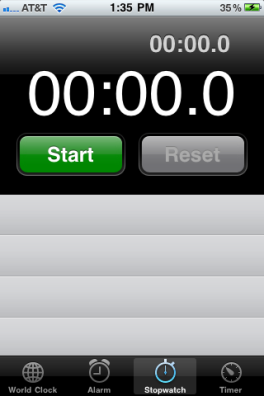 AT&T 1:35 PM 35%
00:00.0
00:00.0
Start Reset
World Clock Alarm Stopwatch Timer